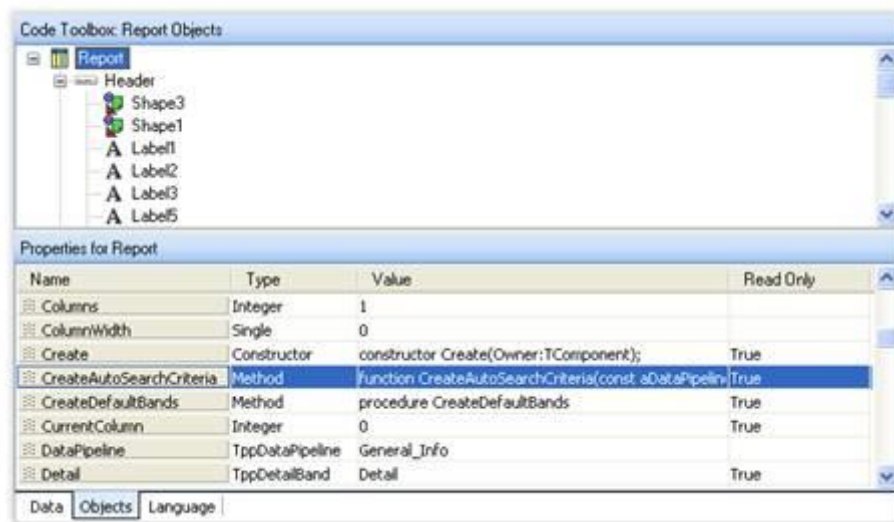 Code Toolbox: Report Objects
Report
Header
Shape3
Shape1
Label1
Label2
Label3
Label5
Properties for Report
Name Type Value Read Only
Columns Integer 1
ColumnWidth Single 0
Create Constructor constructor Create(Owner:TComponent); True
CreateAutoSearchCriteria Method function CreateAutoSearchCriteria(const aDataPipelin True
CreateDefaultBands Method procedure CreateDefaultBands True
CurrentColumn Integer 0 True
DataPipeline TppDataPipeline General_Info
Detail TppDetailBand Detail True
Data Objects Language